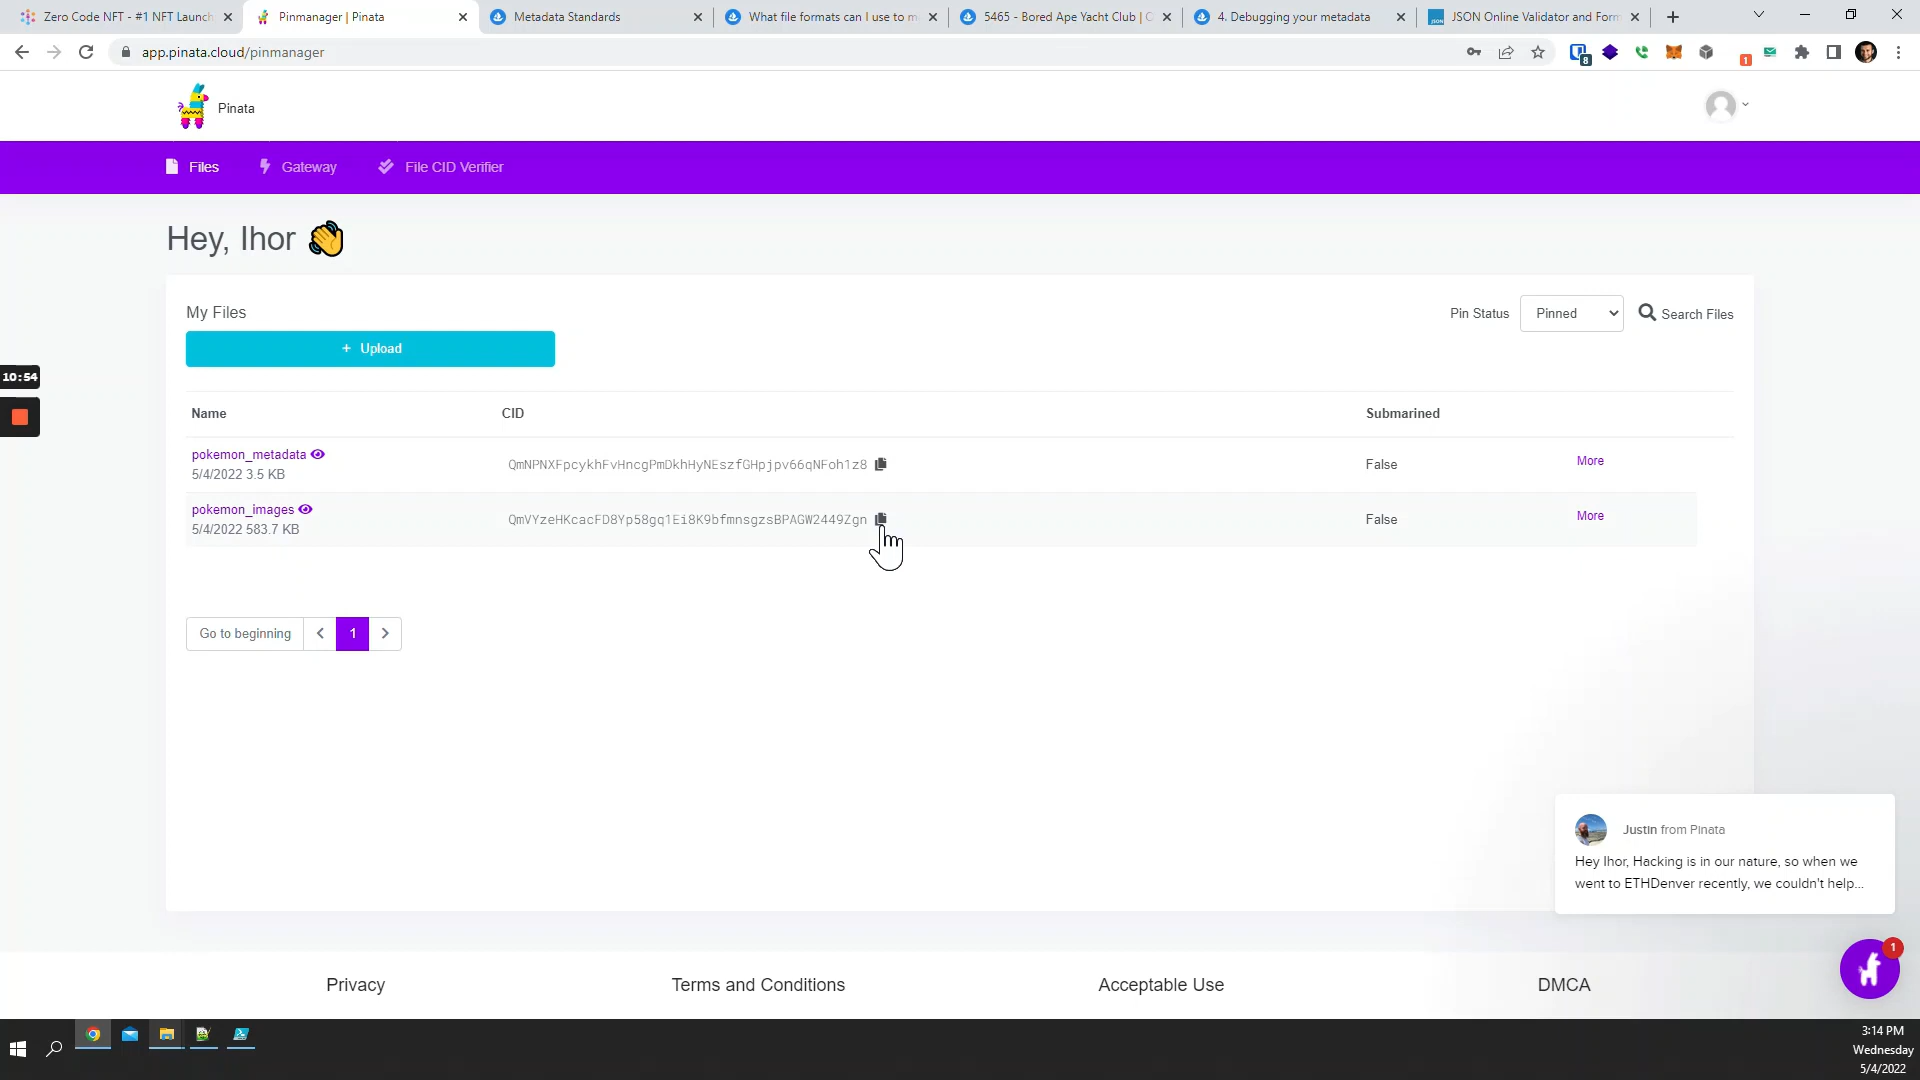 Zero Code NFT - #1 NFT Launch
Pinmanager | Pinata
Metadata Standards
What file formats can I use to m
5465 - Bored Ape Yacht Club | C
4. Debugging your metadata
JSON Online Validator and Form
app.pinata.cloud/pinmanager
8
1
Pinata
Files
Gateway
File CID Verifier
Hey, Ihor 👋
My Files
Pin Status
Pinned
Search Files
+ Upload
10:54
Name
CID
Submarined
pokemon_metadata
5/4/2022 3.5 KB
QmNPNXFpcykhFvHncgPmDkhHyNEszfGHpjpv66qNFoh1z8
False
More
pokemon_images
5/4/2022 583.7 KB
QmVYzeHKcacFD8Yp58gq1Ei8K9bfmnsgzsBPAGW2449Zgn
False
More
Go to beginning
1
Justin from Pinata
Hey Ihor, Hacking is in our nature, so when we
went to ETHDenver recently, we couldn't help...
1
Privacy
Terms and Conditions
Acceptable Use
DMCA
3:14 PM
Wednesday
5/4/2022